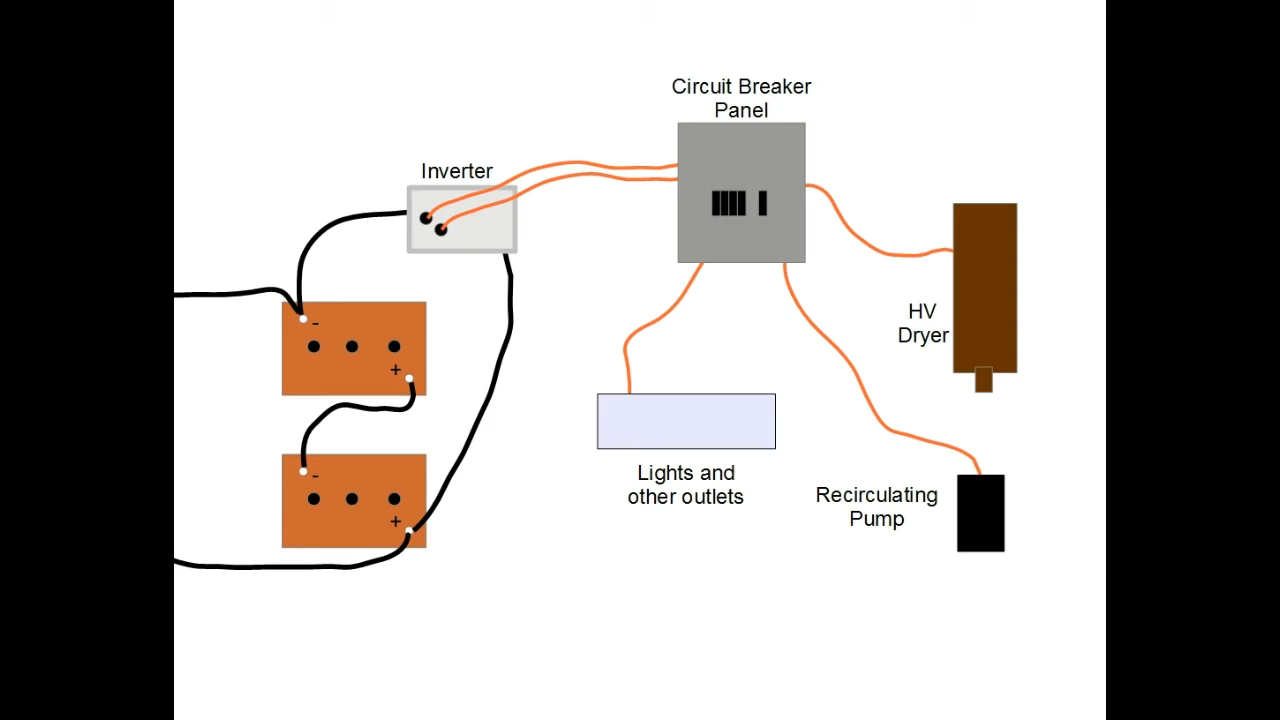 Circuit Breaker
Panel
Inverter
-
+
HV
Dryer
-
+
Lights and
other outlets
Recirculating
Pump